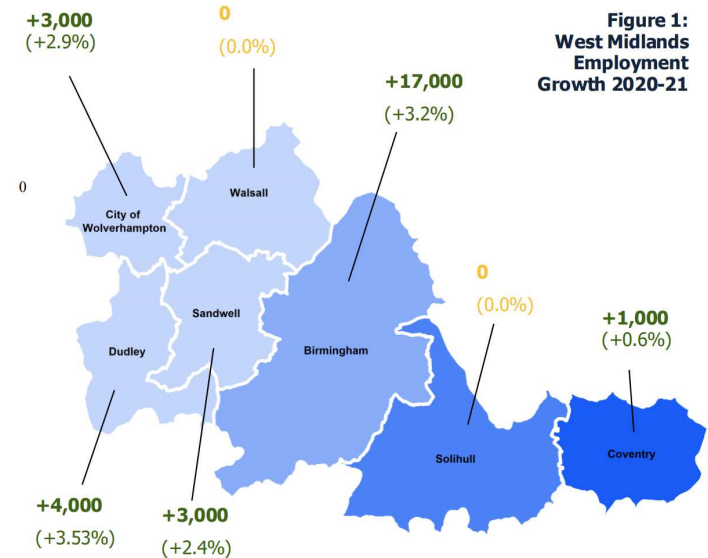 +3,000
(+2.9%)
0
(0.0%)
Figure 1:
West Midlands
Employment
Growth 2020-21
+17,000
(+3.2%)
0
Walsall
City of
Wolverhampton
0
(0.0%)
Sandwell
+1,000
(+0.6%)
Dudley
Birmingham
Solihull
Coventry
+4,000
(+3.53%)
+3,000
(+2.4%)